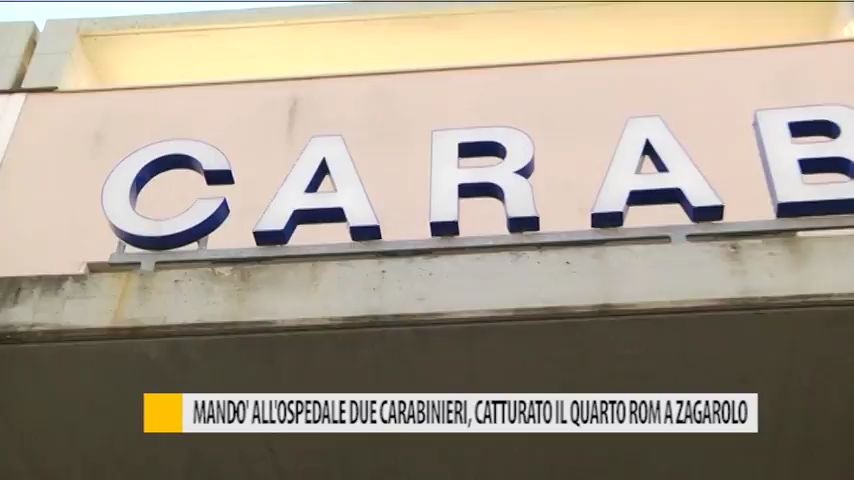 CARAB
MANDO' ALL'OSPEDALE DUE CARABINIERI, CATTURATO IL QUARTO ROM A ZAGAROLO